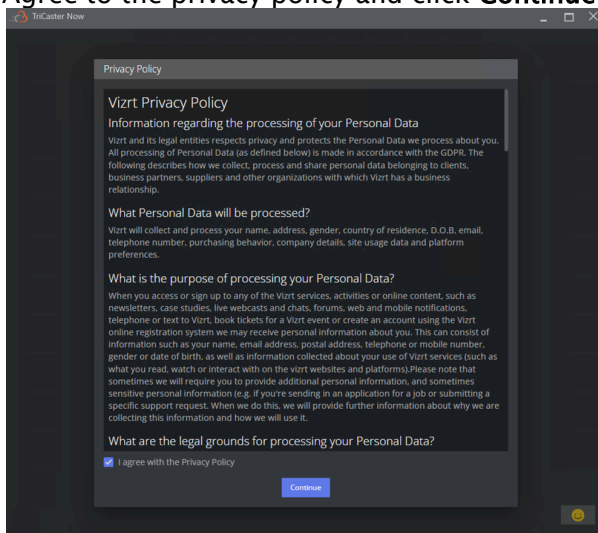 Agree to the privacy policy and click Continue
TriCaster Now
Privacy Policy
Vizrt Privacy Policy
Information regarding the processing of your Personal Data
Vizrt and its legal entities respects privacy and protects the Personal Data we process about you.
All processing of Personal Data (as defined below) is made in accordance with the GDPR. The
following describes how we collect, process and share personal data belonging to clients,
business partners, suppliers and other organizations with which Vizrt has a business
relationship.
What Personal Data will be processed?
Vizrt will collect and process your name, address, gender, country of residence, D.O.B, email,
telephone number, purchasing behavior, company details, site usage data and platform
preferences.
What is the purpose of processing your Personal Data?
When you access or sign up to any of the Vizrt services, activities or online content, such as
newsletters, case studies, live webcasts and chats, forums, web and mobile notifications,
telephone or text to Vizrt, book tickets for a Vizrt event or create an account using the Vizrt
online registration system we may receive personal information about you. This can consist of
information such as your name, email address, postal address, telephone or mobile number,
gender or date of birth, as well as information collected about your use of Vizrt services (such as
what you read, watch or interact with on the vizrt websites and platforms).Please note that
sometimes we will require you to provide additional personal information, and sometimes
sensitive personal information (e.g. if you're sending in an application for a job or submitting a
specific support request. When we do this, we will provide further information about why we are
collecting this information and how we will use it.
What are the legal grounds for processing your Personal Data?
I agree with the Privacy Policy
Continue